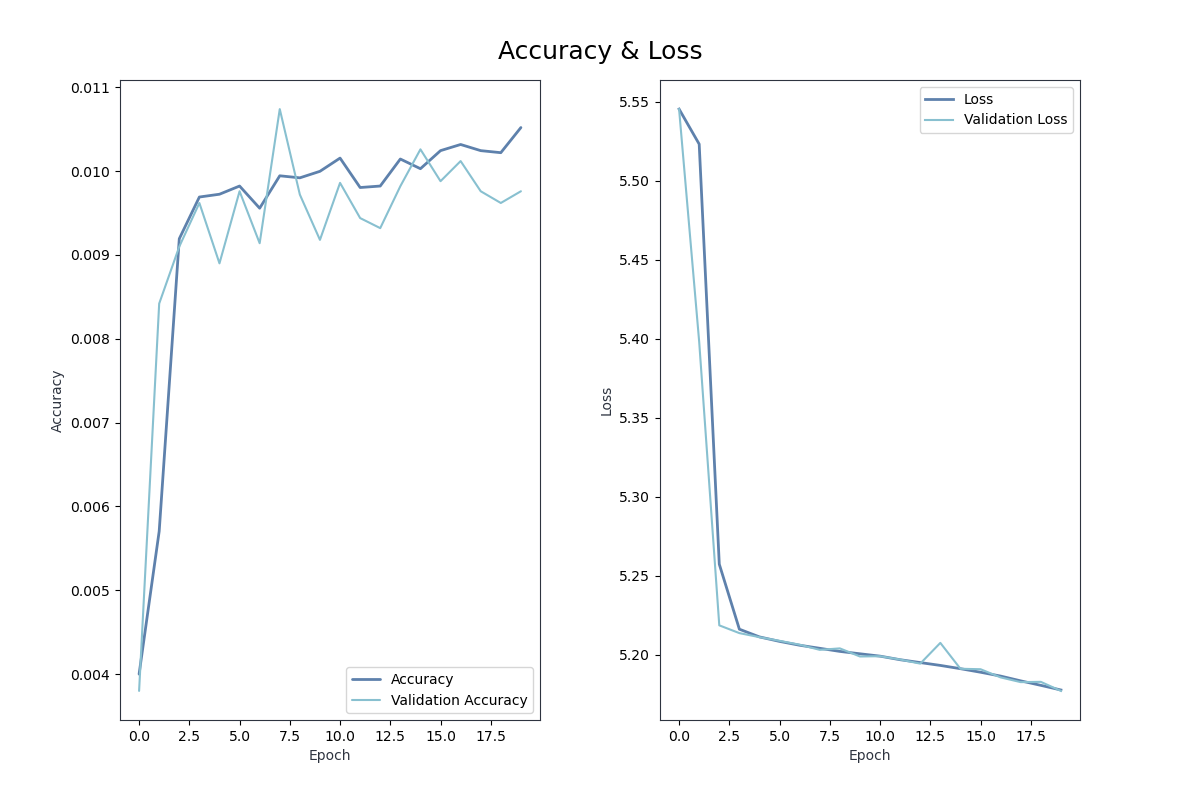 Accuracy & Loss
0.011
0.010
0.009
0.008
0.007
0.006
0.005
0.004
Accuracy
Accuracy
Validation Accuracy
0.0 2.5 5.0 7.5 10.0 12.5 15.0 17.5
Epoch
5.55
5.50
5.45
5.40
5.35
5.30
5.25
5.20
Loss
Loss
Validation Loss
0.0 2.5 5.0 7.5 10.0 12.5 15.0 17.5
Epoch